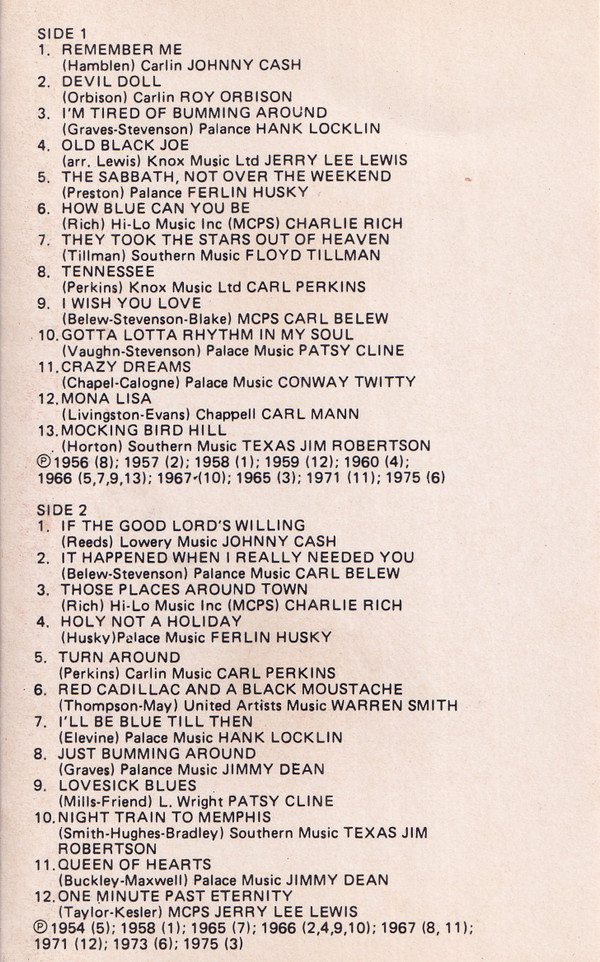 SIDE 1
1. REMEMBER ME
(Hamblen) Carlin JOHNNY CASH
2. DEVIL DOLL
(Orbison) Carlin ROY ORBISON
3. I'M TIRED OF BUMMING AROUND
(Graves-Stevenson) Palance HANK LOCKLIN
4. OLD BLACK JOE
(arr. Lewis) Knox Music Ltd JERRY LEE LEWIS
5. THE SABBATH, NOT OVER THE WEEKEND
(Preston) Palance FERLIN HUSKY
6. HOW BLUE CAN YOU BE
(Rich) Hi-Lo Music Inc (MCPS) CHARLIE RICH
7. THEY TOOK THE STARS OUT OF HEAVEN
(Tillman) Southern Music FLOYD TILLMAN
8. TENNESSEE
(Perkins) Knox Music Ltd CARL PERKINS
9. I WISH YOU LOVE
(Belew-Stevenson-Blake) MCPS CARL BELEW
10. GOTTA LOTTA RHYTHM IN MY SOUL
(Vaughn-Stevenson) Palace Music PATSY CLINE
11. CRAZY DREAMS
(Chapel-Calogne) Palace Music CONWAY TWITTY
12. MONA LISA
(Livingston-Evans) Chappell CARL MANN
13. MOCKING BIRD HILL
(Horton) Southern Music TEXAS JIM ROBERTSON
℗1956 (8); 1957 (2); 1958 (1); 1959 (12); 1960 (4);
1966 (5,7,9,13); 1967 (10); 1965 (3); 1971 (11); 1975 (6)
SIDE 2
1. IF THE GOOD LORD'S WILLING
(Reeds) Lowery Music JOHNNY CASH
2. IT HAPPENED WHEN I REALLY NEEDED YOU
(Belew-Stevenson) Palance Music CARL BELEW
3. THOSE PLACES AROUND TOWN
(Rich) Hi-Lo Music Inc (MCPS) CHARLIE RICH
4. HOLY NOT A HOLIDAY
(Husky)Palace Music FERLIN HUSKY
5. TURN AROUND
(Perkins) Carlin Music CARL PERKINS
6. RED CADILLAC AND A BLACK MOUSTACHE
(Thompson-May) United Artists Music WARREN SMITH
7. I'LL BE BLUE TILL THEN
(Elevine) Palace Music HANK LOCKLIN
8. JUST BUMMING AROUND
(Graves) Palance Music JIMMY DEAN
9. LOVESICK BLUES
(Mills-Friend) L. Wright PATSY CLINE
10. NIGHT TRAIN TO MEMPHIS
(Smith-Hughes-Bradley) Southern Music TEXAS JIM
ROBERTSON
11. QUEEN OF HEARTS
(Buckley-Maxwell) Palace Music JIMMY DEAN
12. ONE MINUTE PAST ETERNITY
(Taylor-Kesler) MCPS JERRY LEE LEWIS
℗1954 (5); 1958 (1); 1965 (7); 1966 (2,4,9,10); 1967 (8, 11);
1971 (12); 1973 (6); 1975 (3)